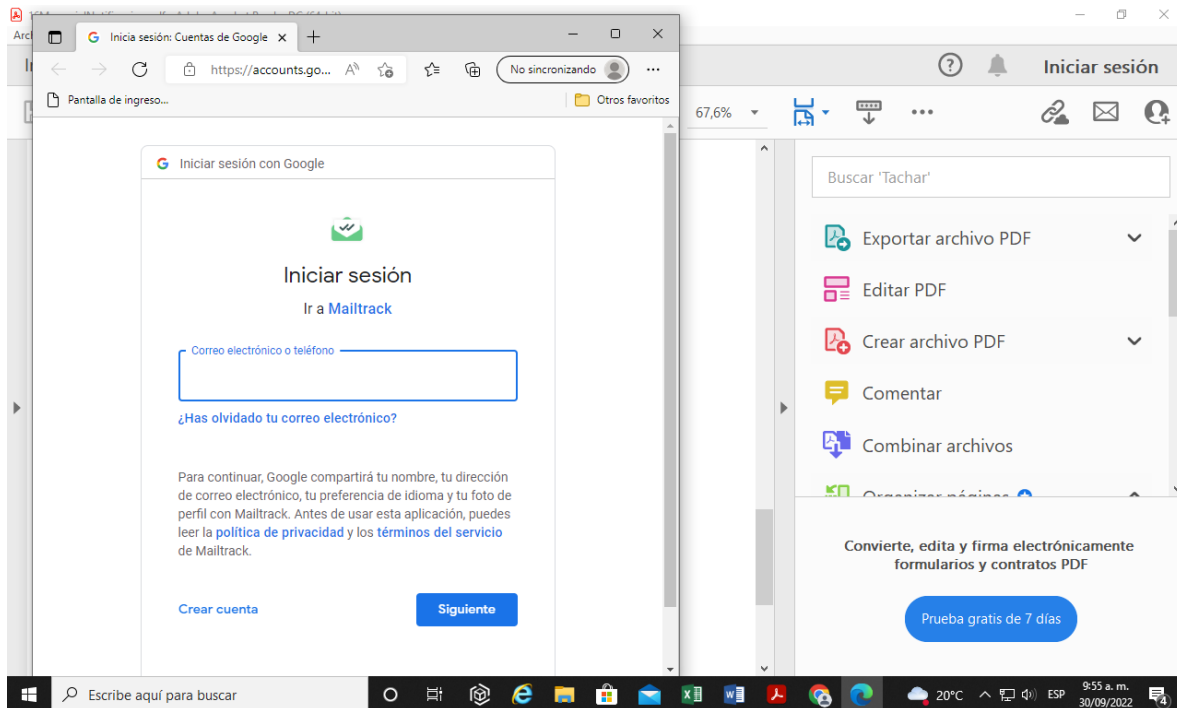 Inicia sesión: Cuentas de Google
https://accounts.go...
No sincronizando
Pantalla de ingreso...
Otros favoritos
Iniciar sesión con Google
Iniciar sesión
Ir a Mailtrack
Correo electrónico o teléfono
¿Has olvidado tu correo electrónico?
Para continuar, Google compartirá tu nombre, tu dirección
de correo electrónico, tu preferencia de idioma y tu foto de
perfil con Mailtrack. Antes de usar esta aplicación, puedes
leer la política de privacidad y los términos del servicio
de Mailtrack.
Crear cuenta
Siguiente
Iniciar sesión
67,6%
Buscar 'Tachar'
Exportar archivo PDF
Editar PDF
Crear archivo PDF
Comentar
Combinar archivos
Organizar páginas
Convierte, edita y firma electrónicamente
formularios y contratos PDF
Prueba gratis de 7 días
Escribe aquí para buscar
20°C
ESP
9:55 a. m.
30/09/2022
4